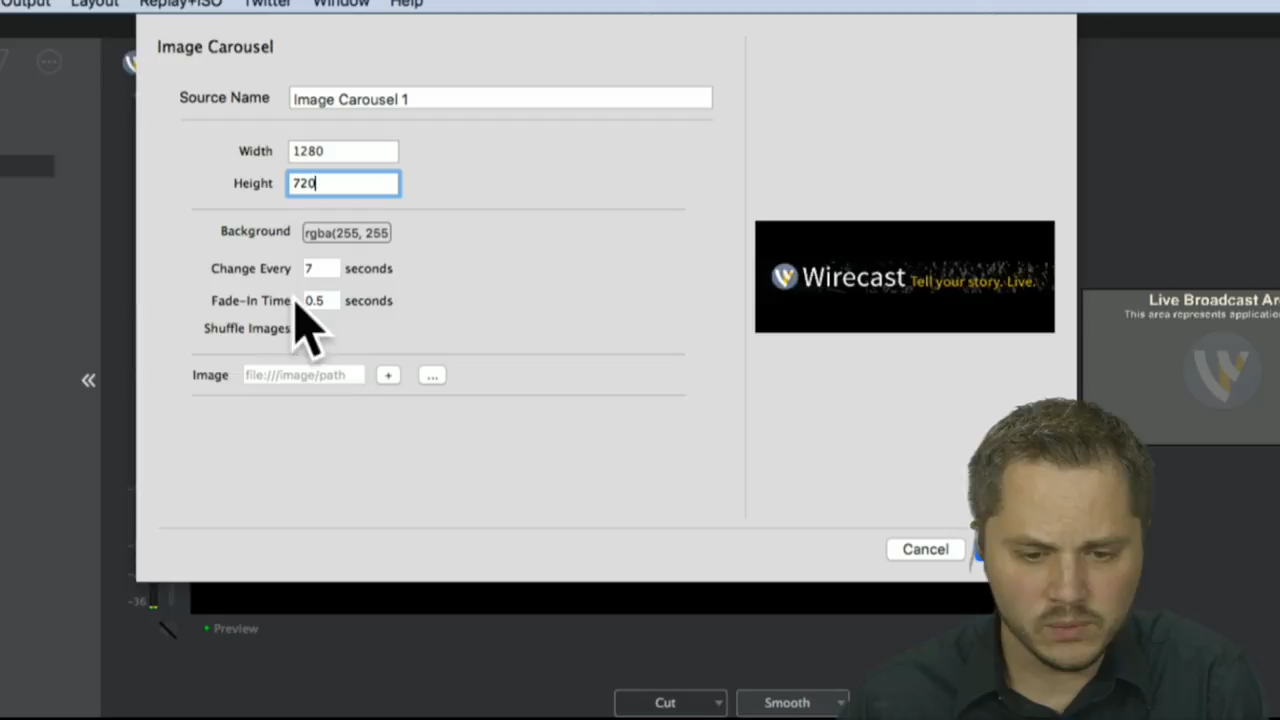 Output Layout Replay+ISO Twitter Window Help
Image Carousel
Source Name Image Carousel 1
Width 1280
Height 720
Background rgba(255, 255
Change Every 7 seconds
Fade-In Time 0.5 seconds
Shuffle Images
Image file:///image/path + ...
Wirecast Tell your story. Live.
Cancel
Live Broadcast Ar
This area represents applicatio
-36
Preview
Cut Smooth